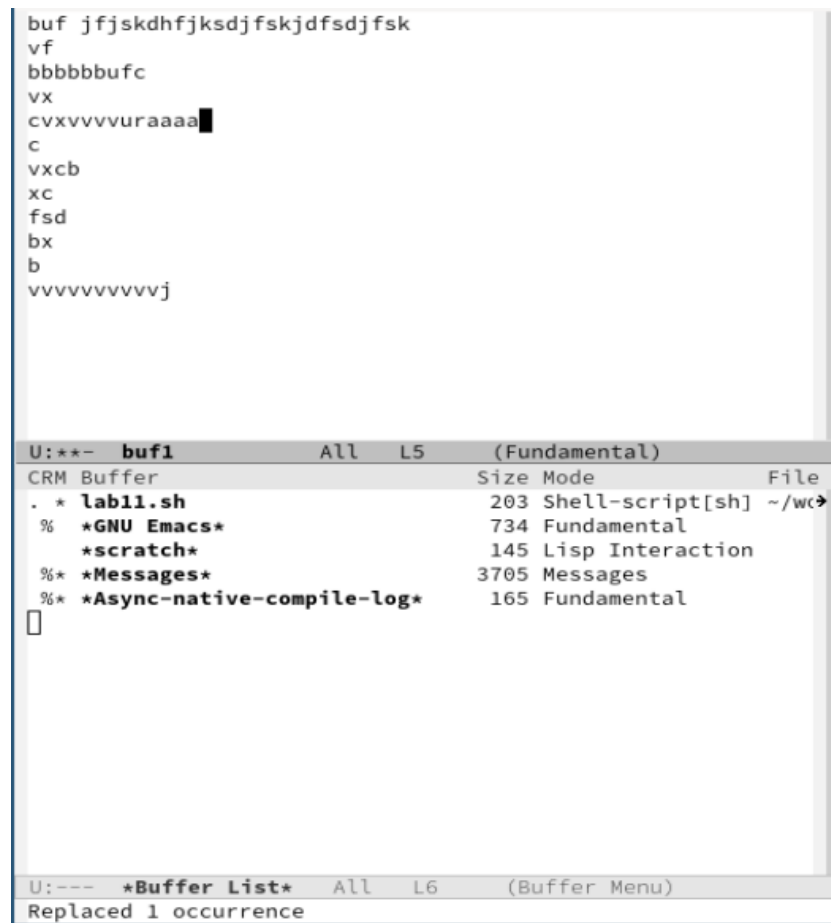 buf jfjskdhfjksdjfskjdfsdjfsk
vf
bbbbbbufc
vx
cvxvvvvuraaaa
c
vxcb
xc
fsd
bx
b
vvvvvvvvvvj
U:**-  buf1           All   L5     (Fundamental)
CRM Buffer                     Size Mode             File
. * lab11.sh                    203 Shell-script[sh] ~/wo→
 %  *GNU Emacs*                 734 Fundamental
    *scratch*                   145 Lisp Interaction
 %* *Messages*                 3705 Messages
 %* *Async-native-compile-log*  165 Fundamental
U:---  *Buffer List*   All   L6     (Buffer Menu)
Replaced 1 occurrence